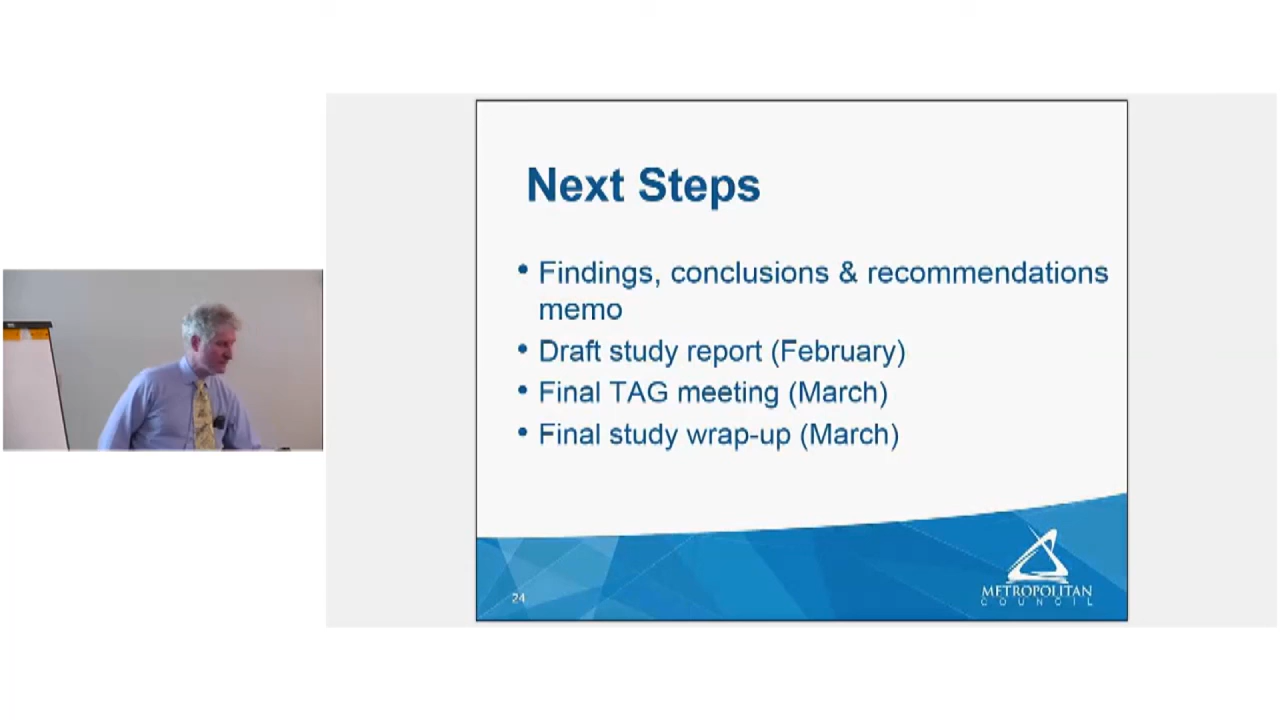 Next Steps
• Findings, conclusions & recommendations
memo
• Draft study report (February)
• Final TAG meeting (March)
• Final study wrap-up (March)
24
METROPOLITAN
COUNCIL